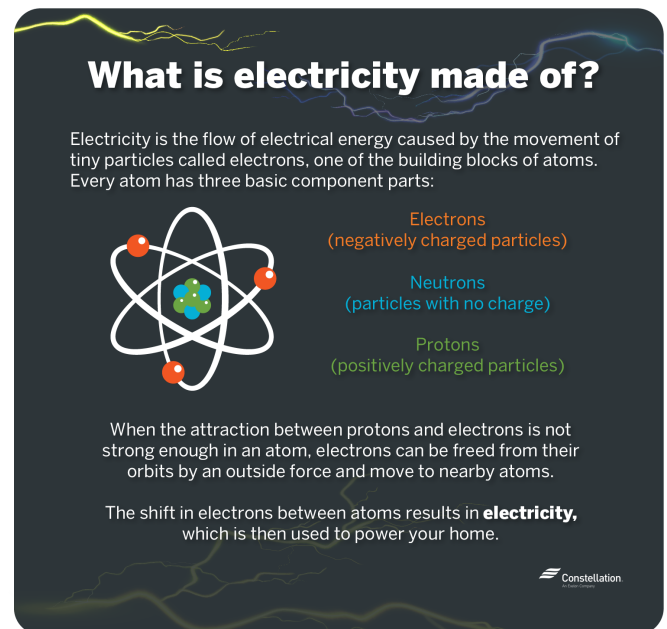 What is electricity made of?
Electricity is the flow of electrical energy caused by the movement of
tiny particles called electrons, one of the building blocks of atoms.
Every atom has three basic component parts:
Electrons
(negatively charged particles)
Neutrons
(particles with no charge)
Protons
(positively charged particles)
When the attraction between protons and electrons is not
strong enough in an atom, electrons can be freed from their
orbits by an outside force and move to nearby atoms.
The shift in electrons between atoms results in electricity,
which is then used to power your home.
Constellation
An Exelon Company